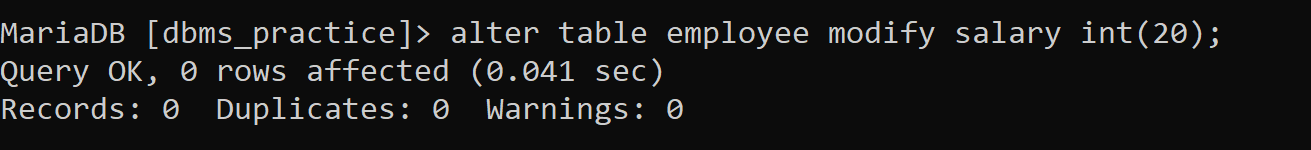 MariaDB [dbms_practice]> alter table employee modify salary int(20);
Query OK, 0 rows affected (0.041 sec)
Records: 0  Duplicates: 0  Warnings: 0